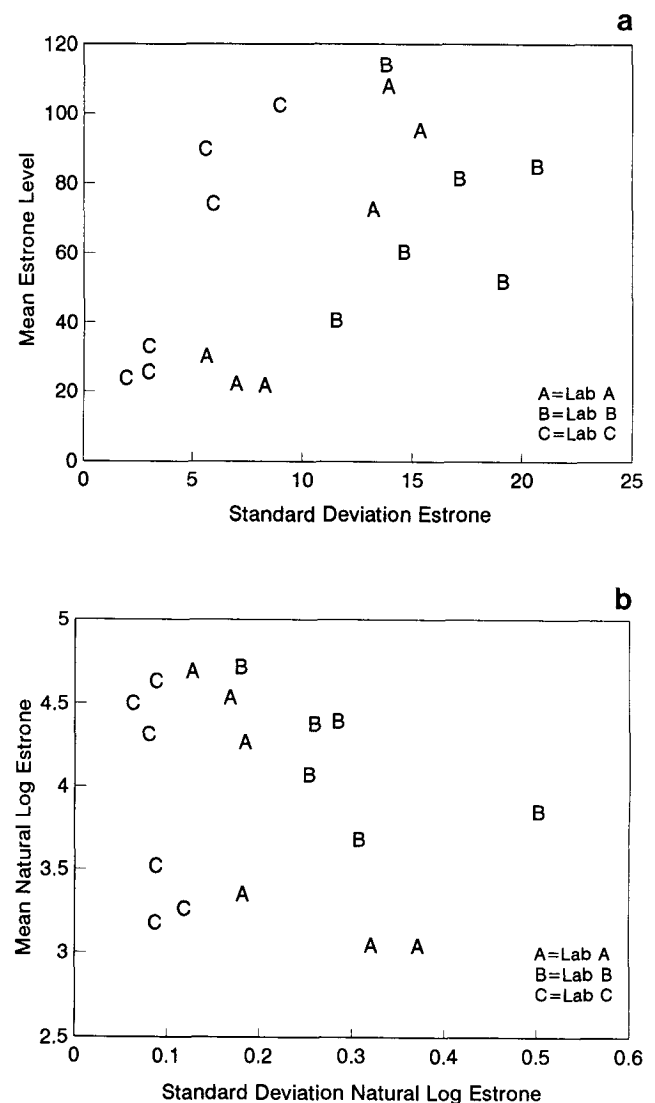 a
120
100
80
60
40
20
0
Mean Estrone Level
B
A
C
A
C
B
B
C
A
B
B
B
C
A
C
C
A
A
A=Lab A
B=Lab B
C=Lab C
0 5 10 15 20 25
Standard Deviation Estrone
b
5
4.5
4
3.5
3
2.5
Mean Natural Log Estrone
B
A
C
A
C
B
B
C
A
B
B
B
C
A
C
C
A
A
A=Lab A
B=Lab B
C=Lab C
0 0.1 0.2 0.3 0.4 0.5 0.6
Standard Deviation Natural Log Estrone